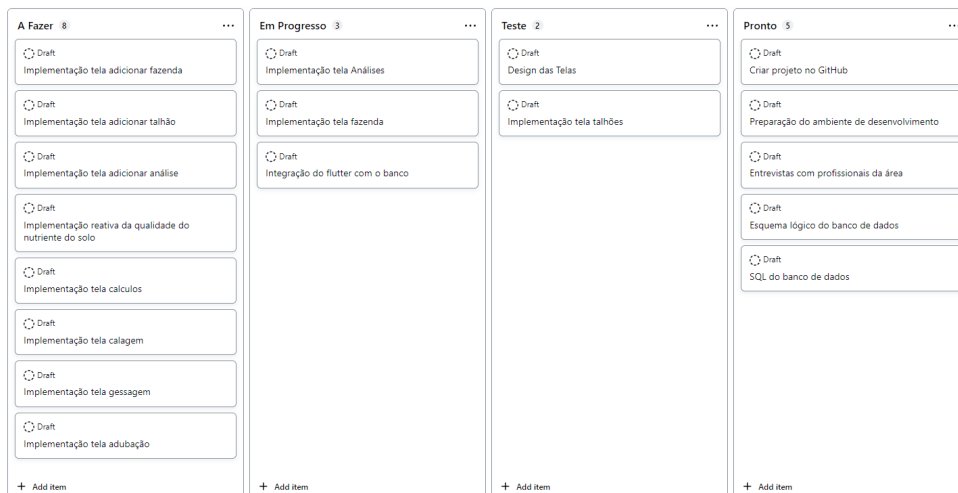 A Fazer 8 ...
Draft
Implementação tela adicionar fazenda
Draft
Implementação tela adicionar talhão
Draft
Implementação tela adicionar análise
Draft
Implementação reativa da qualidade do
nutriente do solo
Draft
Implementação tela calculos
Draft
Implementação tela calagem
Draft
Implementação tela gessagem
Draft
Implementação tela adubação
+ Add item
Em Progresso 3 ...
Draft
Implementação tela Análises
Draft
Implementação tela fazenda
Draft
Integração do flutter com o banco
+ Add item
Teste 2 ...
Draft
Design das Telas
Draft
Implementação tela talhões
+ Add item
Pronto 5 ...
Draft
Criar projeto no GitHub
Draft
Preparação do ambiente de desenvolvimento
Draft
Entrevistas com profissionais da área
Draft
Esquema lógico do banco de dados
Draft
SQL do banco de dados
+ Add item